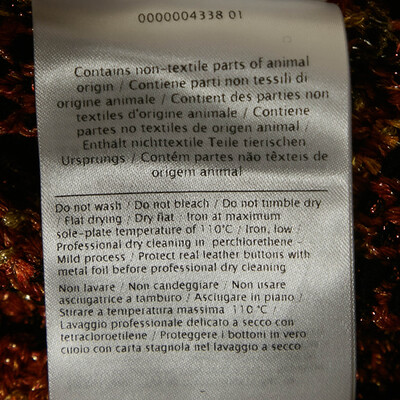 0000004338 01
Contains non-textile parts of animal
origin / Contiene parti non tessili di
origine animale / Contient des parties non
textiles d'origine animale / Contiene
partes no textiles de origen animal /
Enthält nichttextile Teile tierischen
Ursprungs / Contém partes não têxteis de
origem animal
Do not wash / Do not bleach / Do not tumble dry
/ Flat drying / Dry flat / Iron at maximum
sole-plate temperature of 110°C / Iron, low /
Professional dry cleaning in perchlorethene -
Mild process / Protect real leather buttons with
metal foil before professional dry cleaning
Non lavare / Non candeggiare / Non usare
asciugatrice a tamburo / Asciugare in piano /
Stirare a temperatura massima 110°C /
Lavaggio professionale delicato a secco con
tetracloroetilene / Proteggere i bottoni in vero
cuoio con carta stagnola nel lavaggio a secco